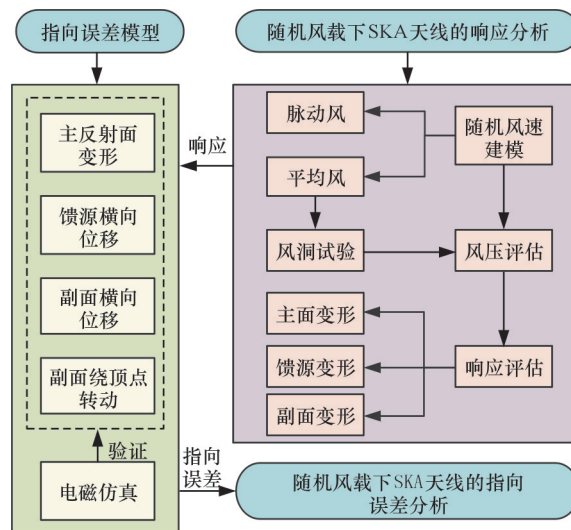 指向误差模型
随机风载下SKA天线的响应分析
主反射面
变形
馈源横向
位移
副面横向
位移
副面绕顶点
转动
验证
电磁仿真
响应
脉动风
随机风速
建模
平均风
风洞试验
风压评估
主面变形
馈源变形
响应评估
副面变形
指向
误差
随机风载下SKA天线的指向
误差分析